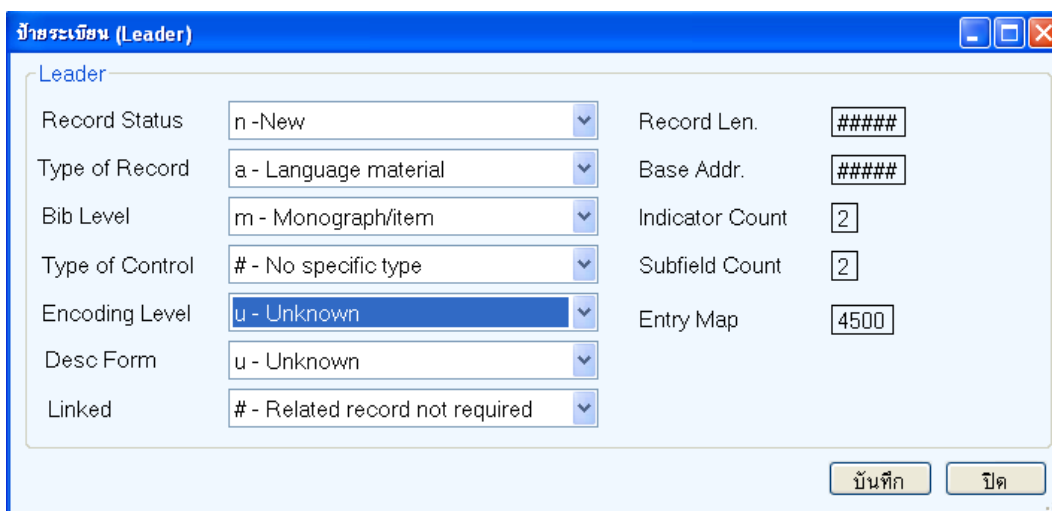 ป้ายระเบียน (Leader)
Leader
Record Status n -New Record Len. #####
Type of Record a - Language material Base Addr. #####
Bib Level m - Monograph/item Indicator Count 2
Type of Control # - No specific type Subfield Count 2
Encoding Level u - Unknown Entry Map 4500
Desc Form u - Unknown
Linked # - Related record not required
บันทึก ปิด